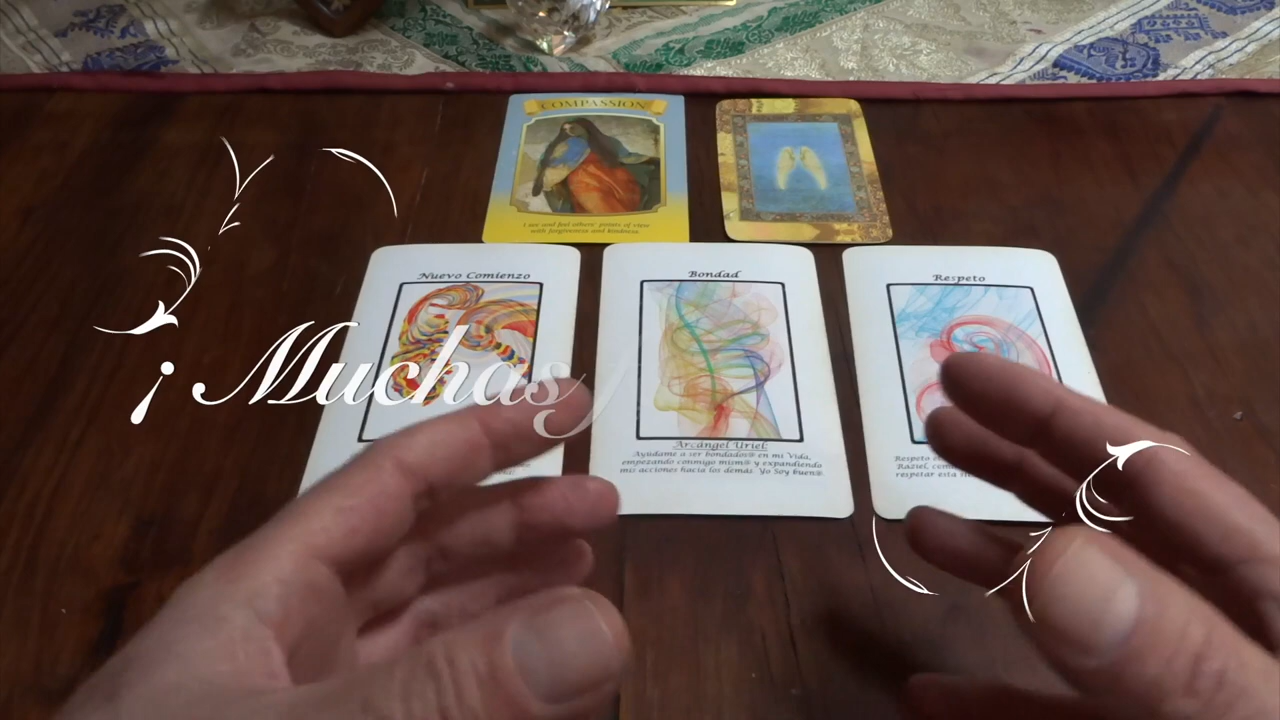 COMPASSION
I see and feel others' points of view
with forgiveness and kindness.
Nuevo Comienzo
Bondad
Respeto
¡ Muchas
Arcángel Uriel:
Ayúdame a ser bondados@ en mi Vida,
empezando conmigo mism@ y expandiendo
mis acciones hacia los demás. Yo Soy buen@.
Respeto
Raziel,
respetar esta